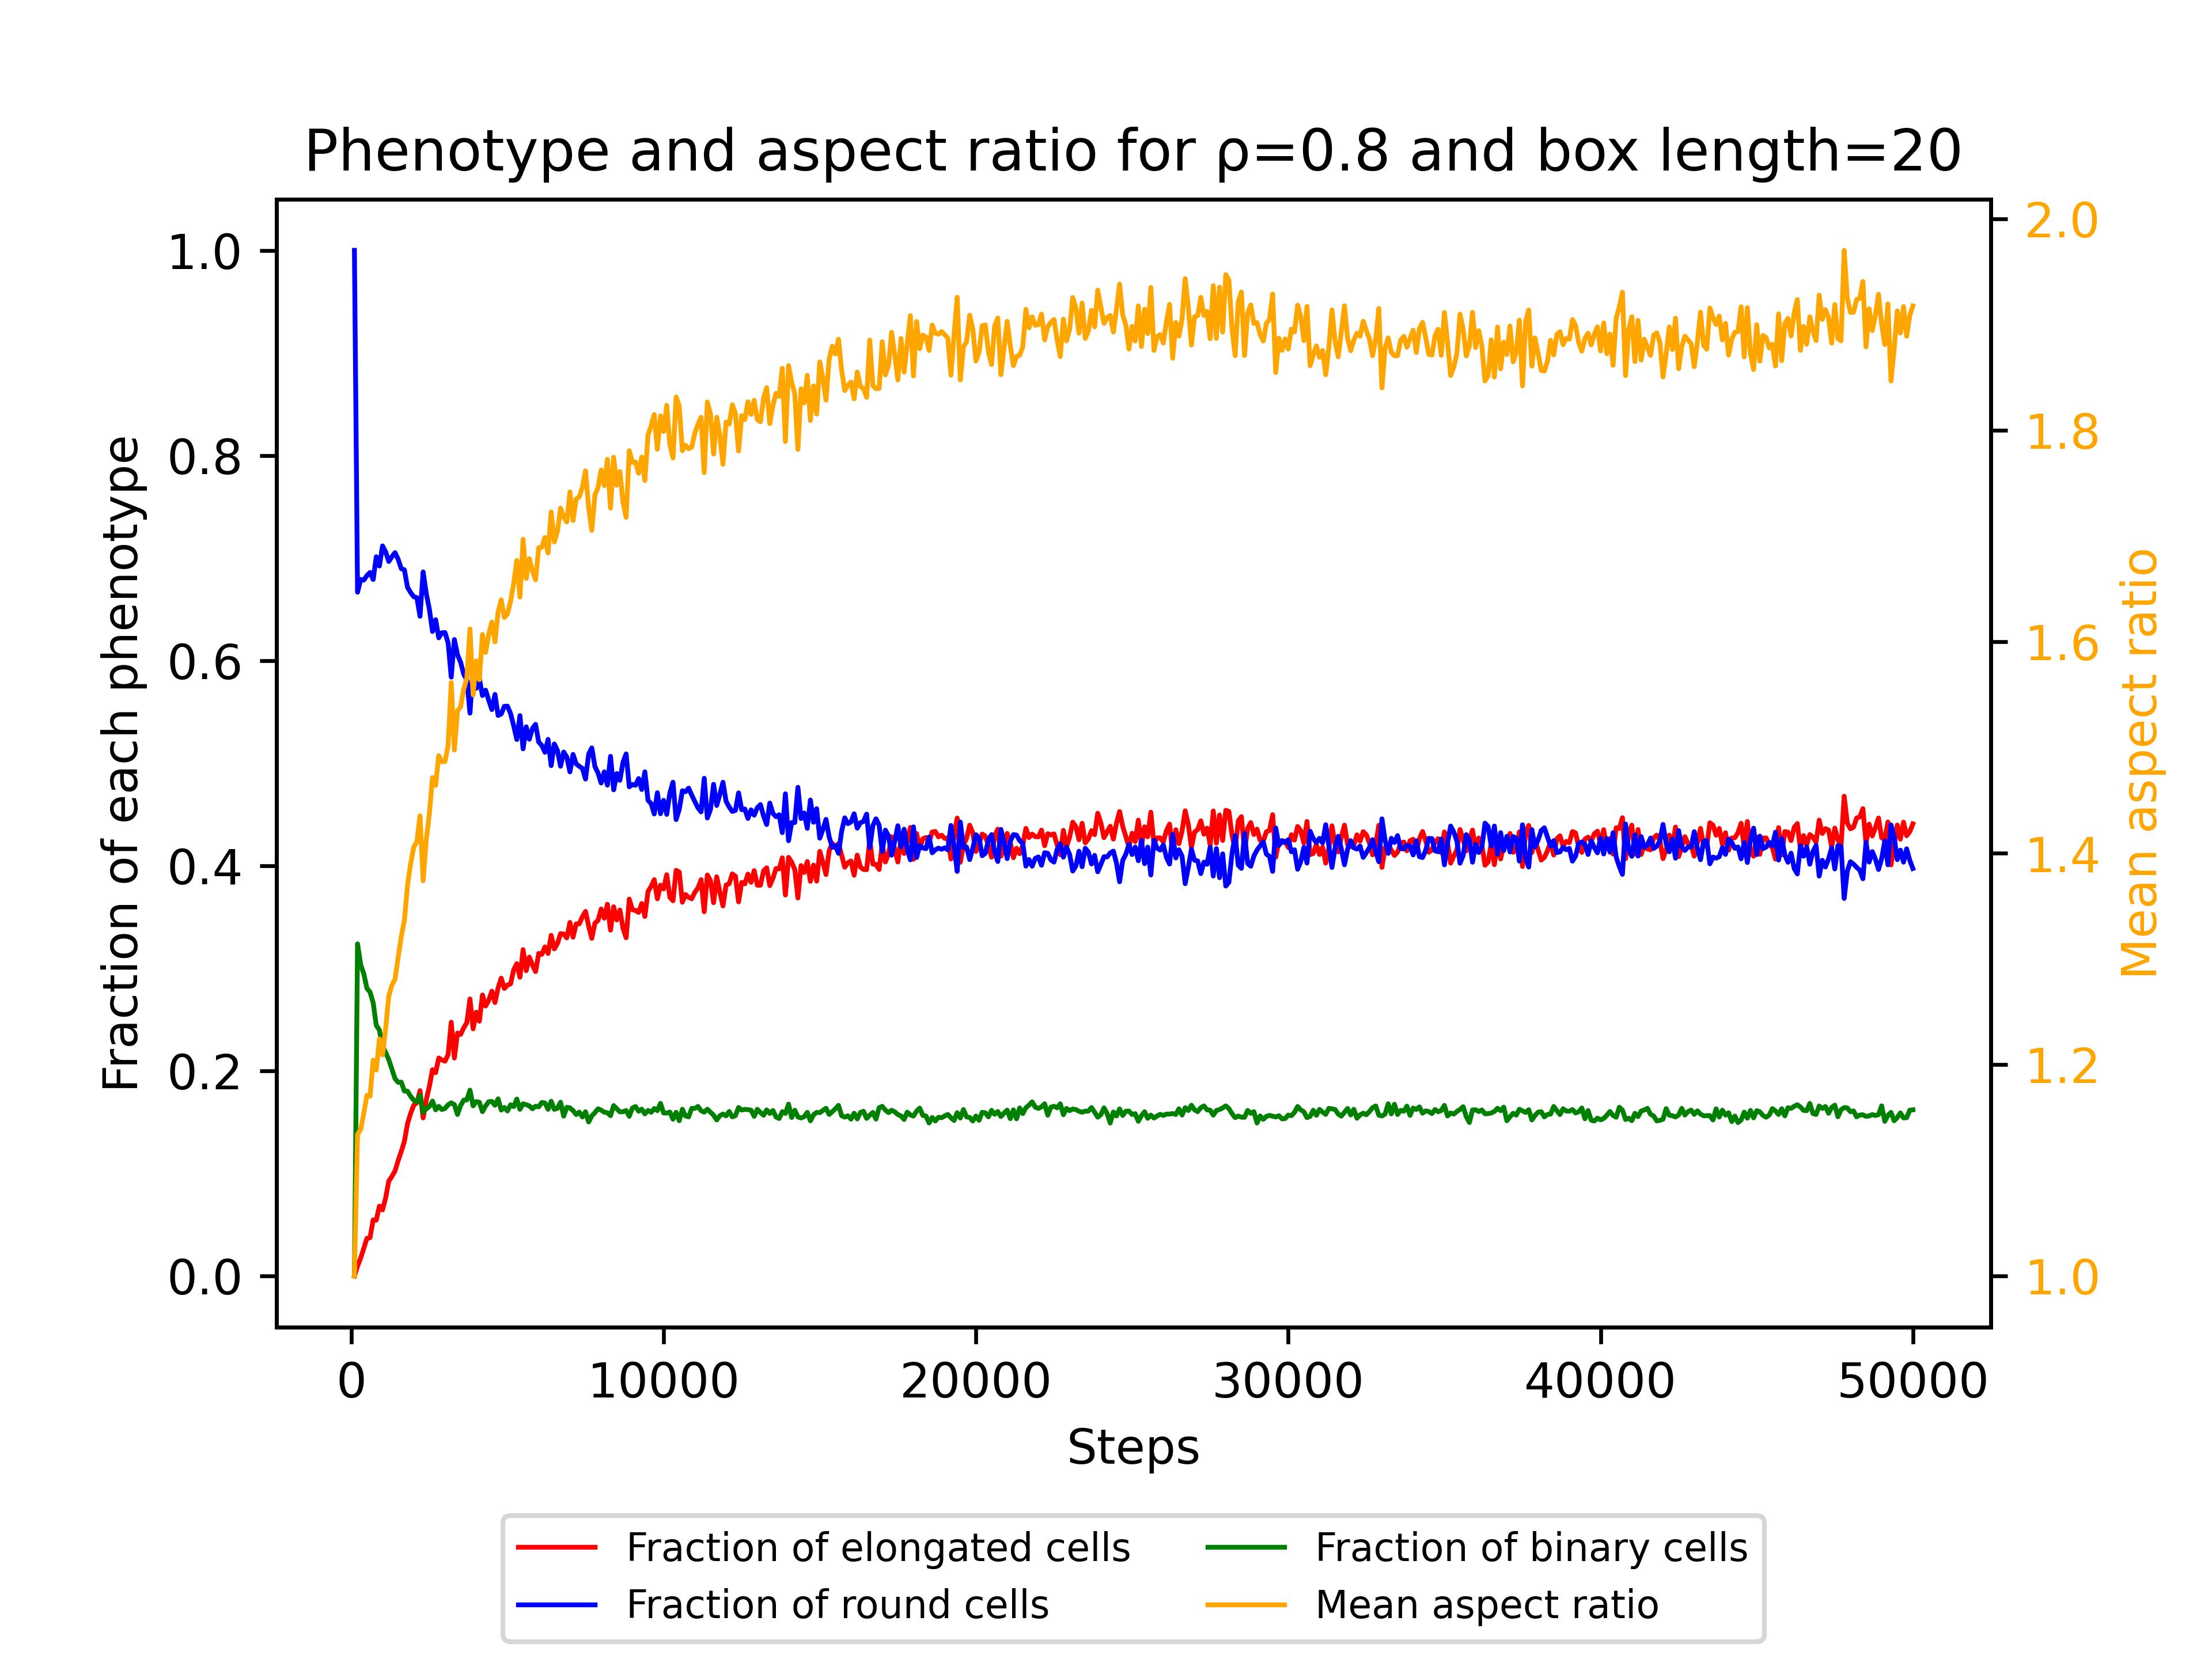 Phenotype and aspect ratio for ρ=0.8 and box length=20
Fraction of each phenotype
1.0
0.8
0.6
0.4
0.2
0.0
2.0
1.8
1.6
1.4
1.2
1.0
Mean aspect ratio
0 10000 20000 30000 40000 50000
Steps
Fraction of elongated cells
Fraction of round cells
Fraction of binary cells
Mean aspect ratio